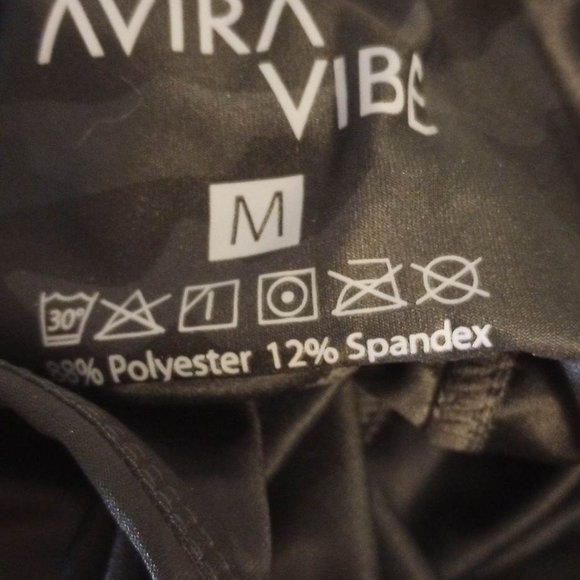 AVIRA
VIBE
M
30°
88% Polyester 12% Spandex